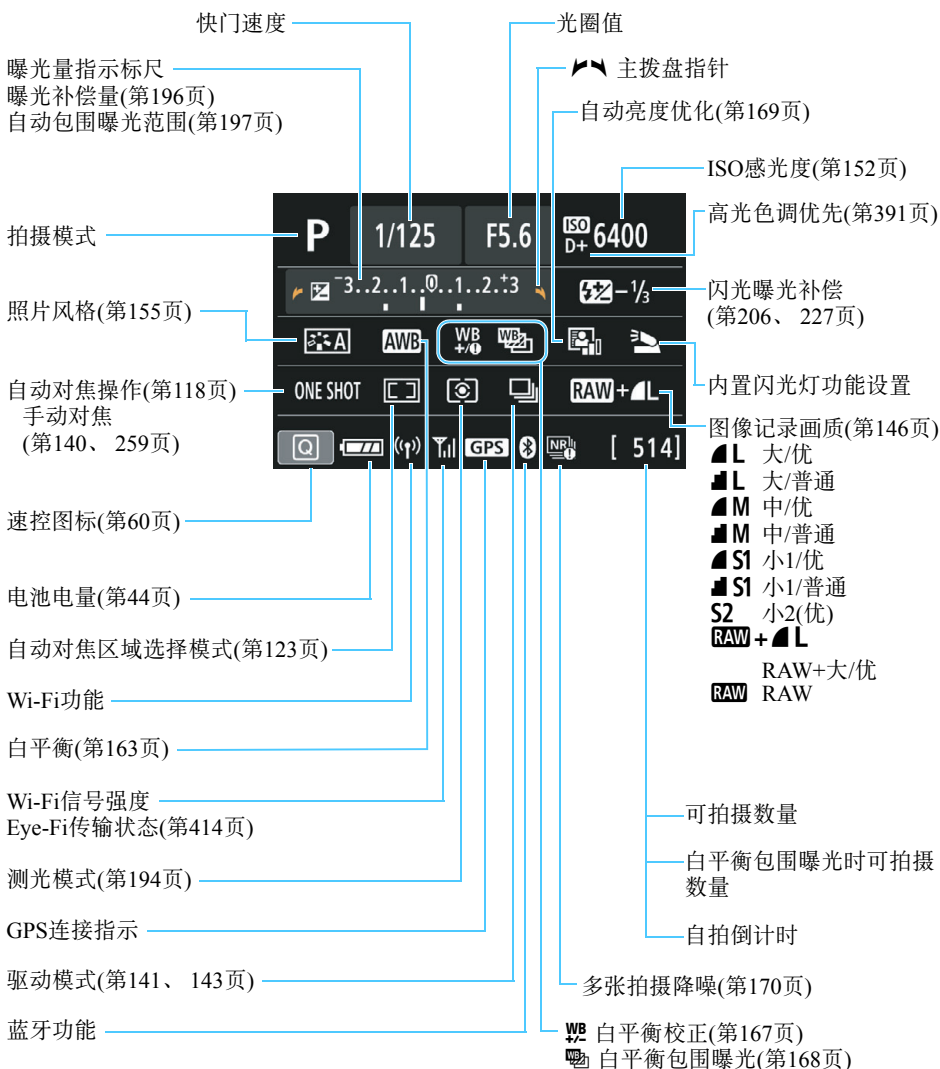 快门速度
光圈值
曝光量指示标尺
曝光补偿量(第196页)
自动包围曝光范围(第197页)
主拨盘指针
自动亮度优化(第169页)
ISO感光度(第152页)
高光色调优先(第391页)
拍摄模式
照片风格(第155页)
自动对焦操作(第118页)
手动对焦
(第140、 259页)
P 1/125 F5.6 ISO D+ 6400
-3..2..1..0..1..2..+3 -1/3
A AWB WB +/- WB
ONE SHOT RAW+L
Q GPS NR [ 514]
闪光曝光补偿
(第206、 227页)
内置闪光灯功能设置
图像记录画质(第146页)
L 大/优
L 大/普通
M 中/优
M 中/普通
S1 小1/优
S1 小1/普通
S2 小2(优)
RAW+L
RAW+大/优
RAW RAW
速控图标(第60页)
电池电量(第44页)
自动对焦区域选择模式(第123页)
Wi-Fi功能
白平衡(第163页)
Wi-Fi信号强度
Eye-Fi传输状态(第414页)
测光模式(第194页)
GPS连接指示
驱动模式(第141、 143页)
蓝牙功能
可拍摄数量
白平衡包围曝光时可拍摄
数量
自拍倒计时
多张拍摄降噪(第170页)
WB +/- 白平衡校正(第167页)
WB 白平衡包围曝光(第168页)